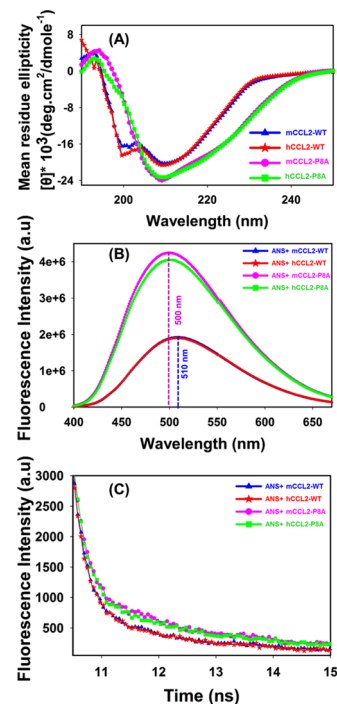 (A)
Mean residue ellipticity
[θ]* 10³(deg.cm²/dmole⁻¹)
8
0
-8
-16
-24
mCCL2-WT
hCCL2-WT
mCCL2-P8A
hCCL2-P8A
200
220
240
Wavelength (nm)
(B)
Fluorescence Intensity (a.u)
4e+6
2e+6
0
ANS+ mCCL2-WT
ANS+ hCCL2-WT
ANS+ mCCL2-P8A
ANS+ hCCL2-P8A
500 nm
510 nm
400
450
500
550
600
650
Wavelength (nm)
(C)
Fluorescence Intensity (a.u)
3000
2500
2000
1500
1000
500
ANS+ mCCL2-WT
ANS+ hCCL2-WT
ANS+ mCCL2-P8A
ANS+ hCCL2-P8A
11
12
13
14
15
Time (ns)